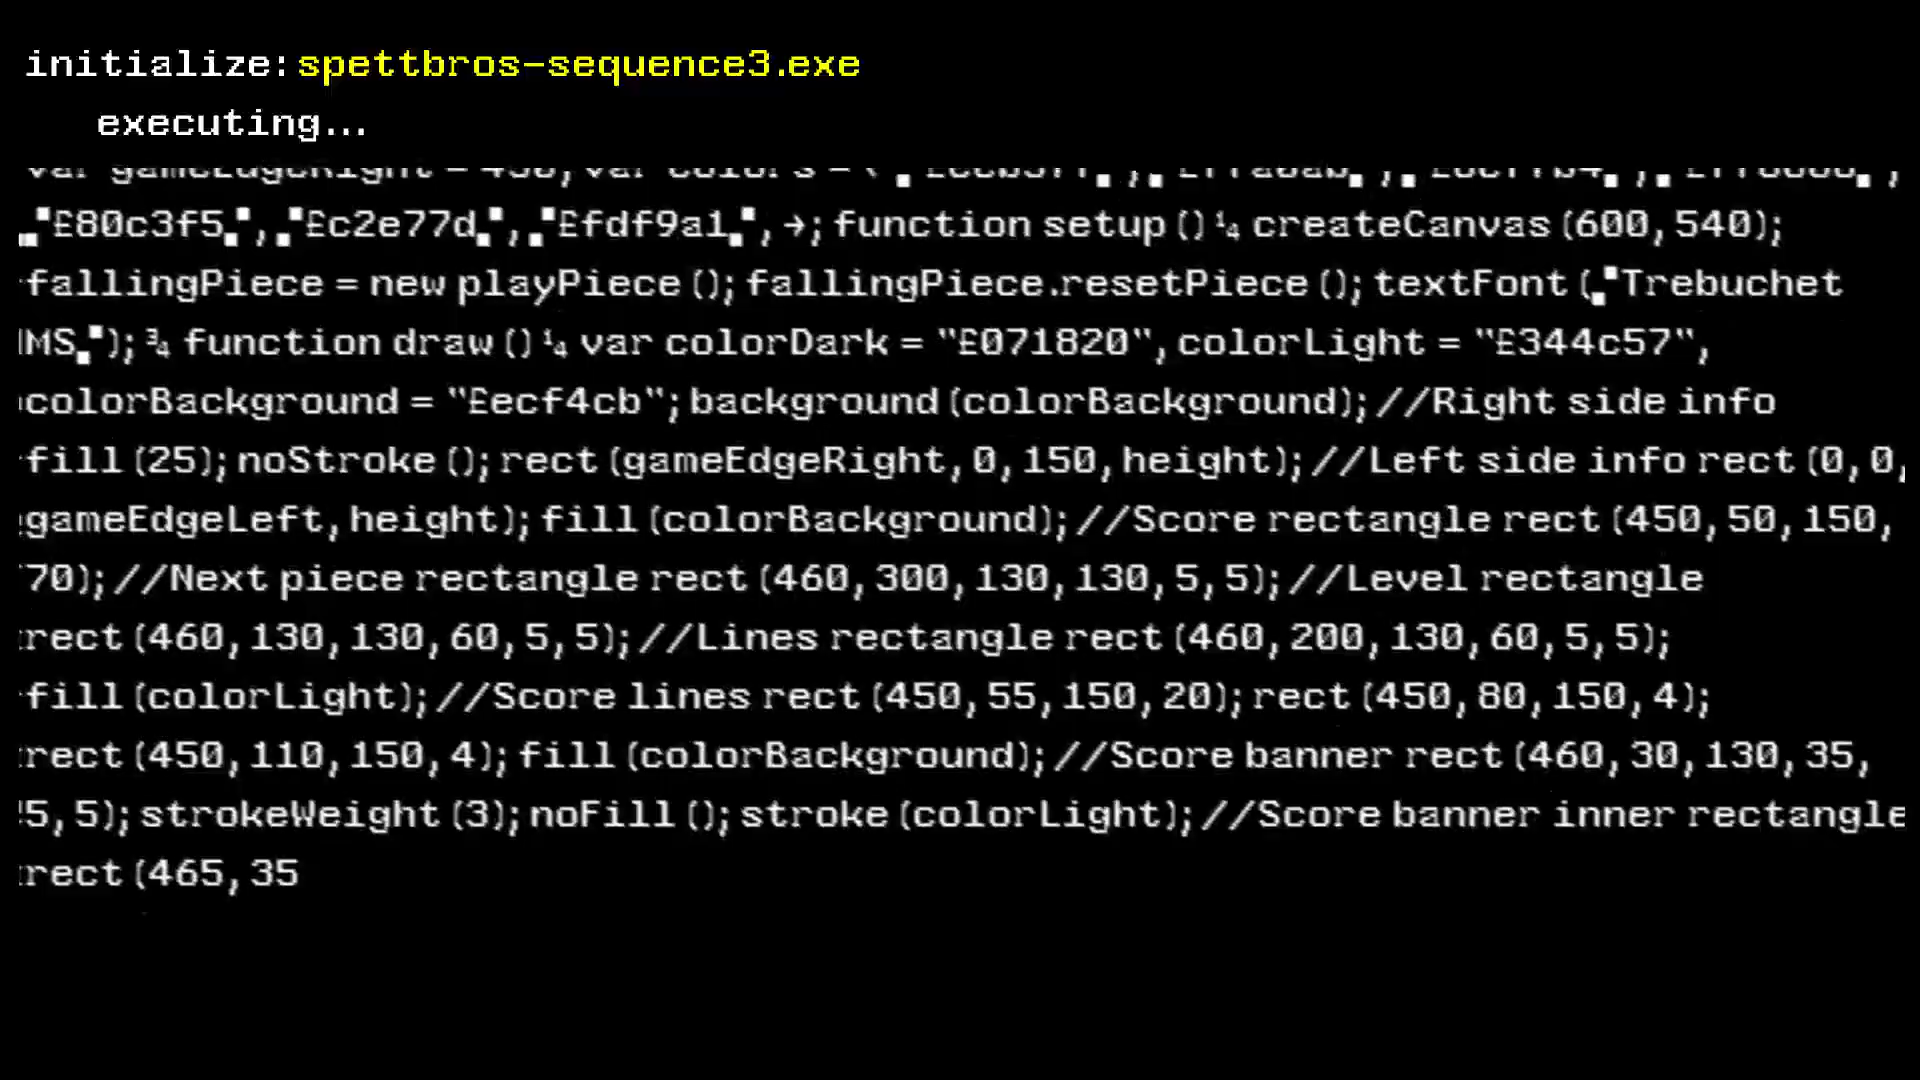 initialize:spettbros-sequence3.exe
executing...
var gameEdgeRight = 450; var colors =
"£80c3f5","£c2e77d","£fdf9a1",→; function setup () ¼ createCanvas (600, 540);
fallingPiece = new playPiece (); fallingPiece.resetPiece (); textFont ("Trebuchet
MS"); ¾ function draw () ¼ var colorDark = "£071820", colorLight = "£344c57",
colorBackground = "£ecf4cb"; background (colorBackground); //Right side info
fill (25); noStroke (); rect (gameEdgeRight, 0, 150, height); //Left side info rect (0, 0,
gameEdgeLeft, height); fill (colorBackground); //Score rectangle rect (450, 50, 150,
70); //Next piece rectangle rect (460, 300, 130, 130, 5, 5); //Level rectangle
rect (460, 130, 130, 60, 5, 5); //Lines rectangle rect (460, 200, 130, 60, 5, 5);
fill (colorLight); //Score lines rect (450, 55, 150, 20); rect (450, 80, 150, 4);
rect (450, 110, 150, 4); fill (colorBackground); //Score banner rect (460, 30, 130, 35,
5, 5); strokeWeight (3); noFill (); stroke (colorLight); //Score banner inner rectangle
rect (465, 35